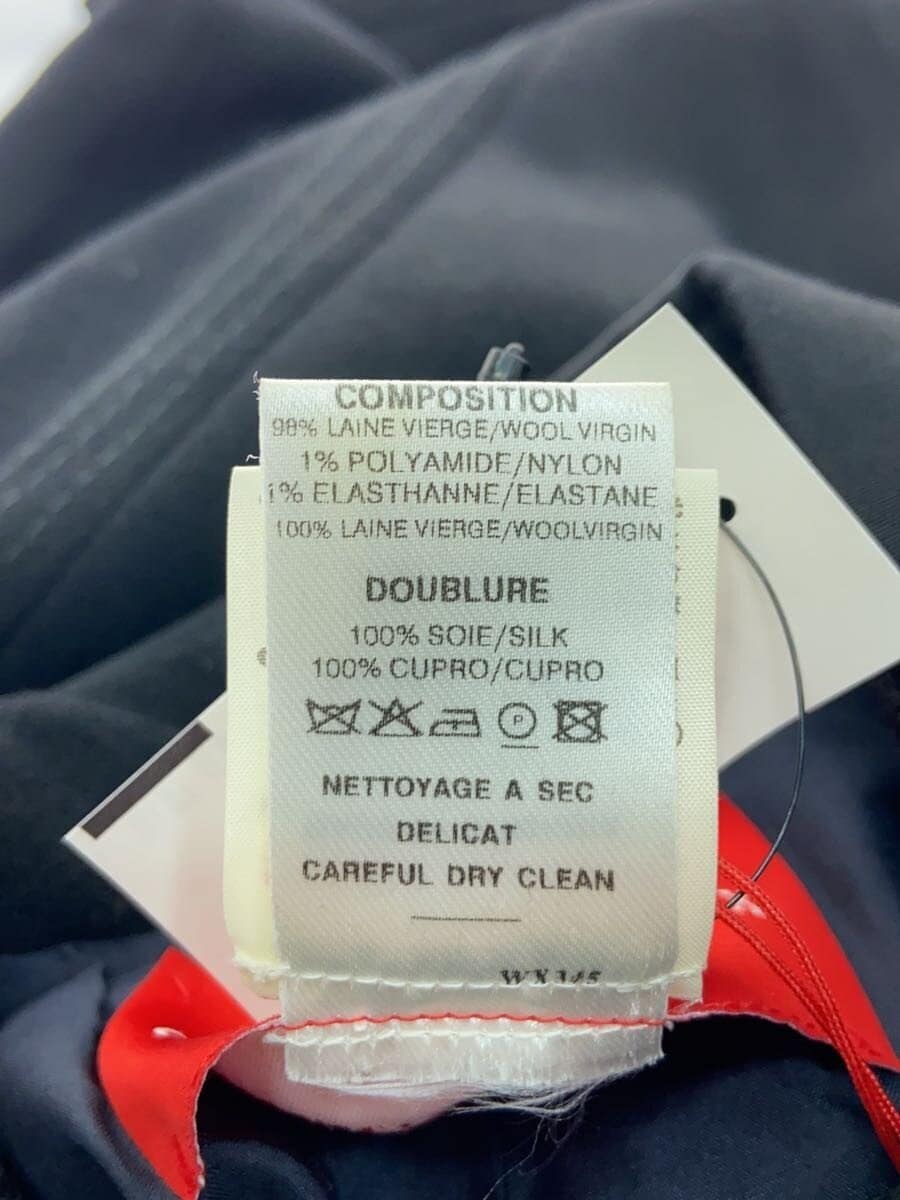 COMPOSITION
98% LAINE VIERGE/WOOL VIRGIN
1% POLYAMIDE/NYLON
1% ELASTHANNE/ELASTANE
100% LAINE VIERGE/WOOLVIRGIN
DOUBLURE
100% SOIE/SILK
100% CUPRO/CUPRO
P
NETTOYAGE A SEC
DELICAT
CAREFUL DRY CLEAN